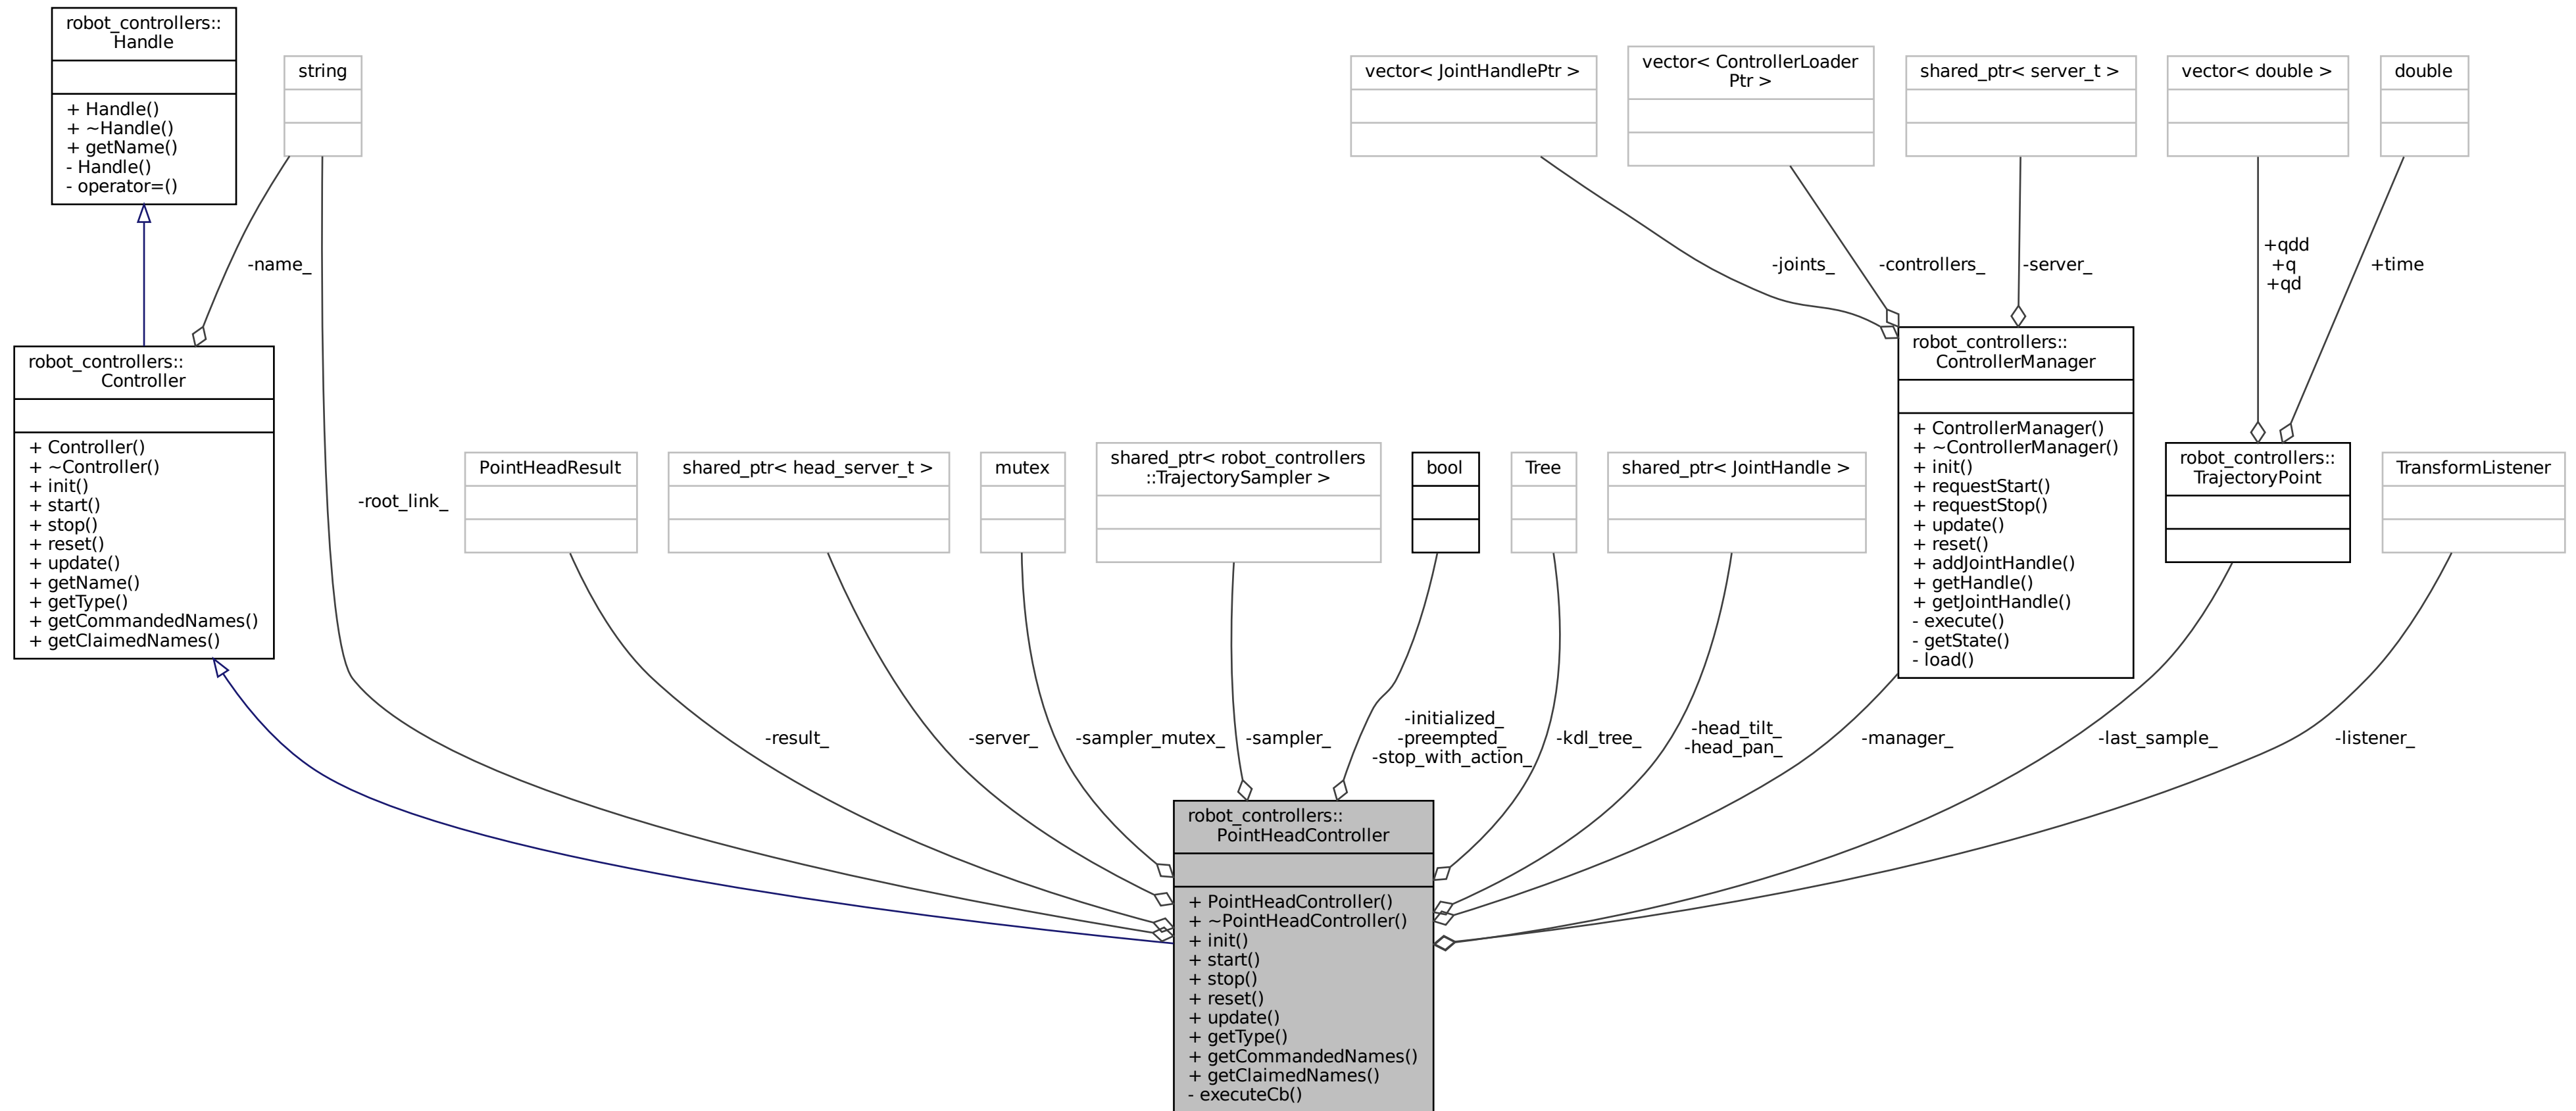 robot_controllers::
Handle
+ Handle()
+ ~Handle()
+ getName()
- Handle()
- operator=()
string
vector< JointHandlePtr >
vector< ControllerLoader
Ptr >
shared_ptr< server_t >
vector< double >
double
-name_
-joints_
-controllers_
-server_
+qdd
+q
+qd
+time
robot_controllers::
Controller
+ Controller()
+ ~Controller()
+ init()
+ start()
+ stop()
+ reset()
+ update()
+ getName()
+ getType()
+ getCommandedNames()
+ getClaimedNames()
-root_link_
PointHeadResult
shared_ptr< head_server_t >
mutex
shared_ptr< robot_controllers
::TrajectorySampler >
bool
Tree
shared_ptr< JointHandle >
robot_controllers::
ControllerManager
+ ControllerManager()
+ ~ControllerManager()
+ init()
+ requestStart()
+ requestStop()
+ update()
+ reset()
+ addJointHandle()
+ getHandle()
+ getJointHandle()
- execute()
- getState()
- load()
robot_controllers::
TrajectoryPoint
TransformListener
-result_
-server_
-sampler_mutex_
-sampler_
-initialized_
-preempted_
-stop_with_action_
-kdl_tree_
-head_tilt_
-head_pan_
-manager_
-last_sample_
-listener_
robot_controllers::
PointHeadController
+ PointHeadController()
+ ~PointHeadController()
+ init()
+ start()
+ stop()
+ reset()
+ update()
+ getType()
+ getCommandedNames()
+ getClaimedNames()
- executeCb()